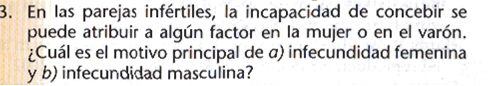 3. En las parejas infértiles, la incapacidad de concebir se
puede atribuir a algún factor en la mujer o en el varón.
¿Cuál es el motivo principal de a) infecundidad femenina
y b) infecundidad masculina?